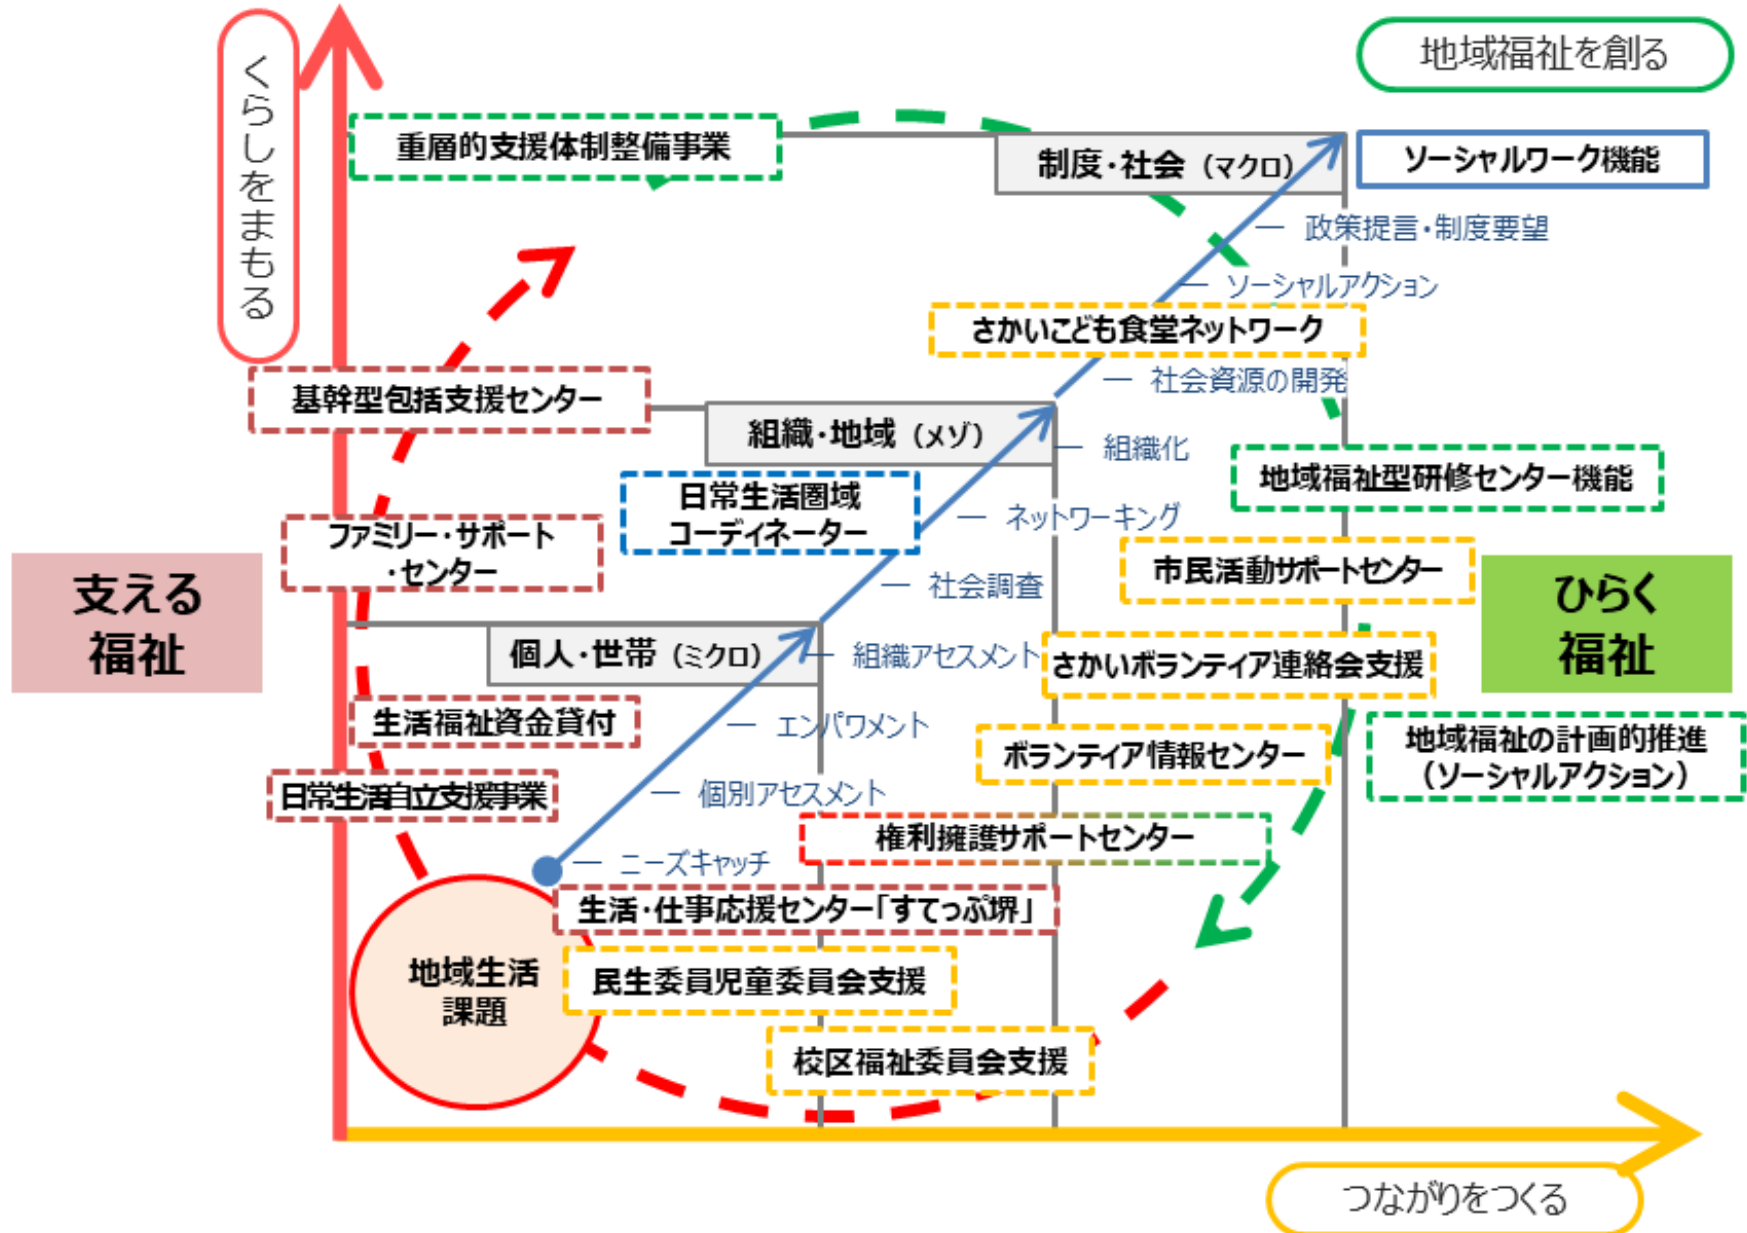 くらしをまもる
地域福祉を創る
重層的支援体制整備事業
制度・社会（マクロ）
ソーシャルワーク機能
― 政策提言・制度要望
― ソーシャルアクション
さかいこども食堂ネットワーク
― 社会資源の開発
基幹型包括支援センター
組織・地域（メゾ）
― 組織化
地域福祉型研修センター機能
日常生活圏域
コーディネーター
― ネットワーキング
ファミリー・サポート
・センター
市民活動サポートセンター
― 社会調査
支える
福祉
ひらく
福祉
個人・世帯（ミクロ）
― 組織アセスメント
さかいボランティア連絡会支援
生活福祉資金貸付
― エンパワメント
ボランティア情報センター
地域福祉の計画的推進
（ソーシャルアクション）
日常生活自立支援事業
― 個別アセスメント
権利擁護サポートセンター
― ニーズキャッチ
生活・仕事応援センター「すてっぷ堺」
地域生活
課題
民生委員児童委員会支援
校区福祉委員会支援
つながりをつくる